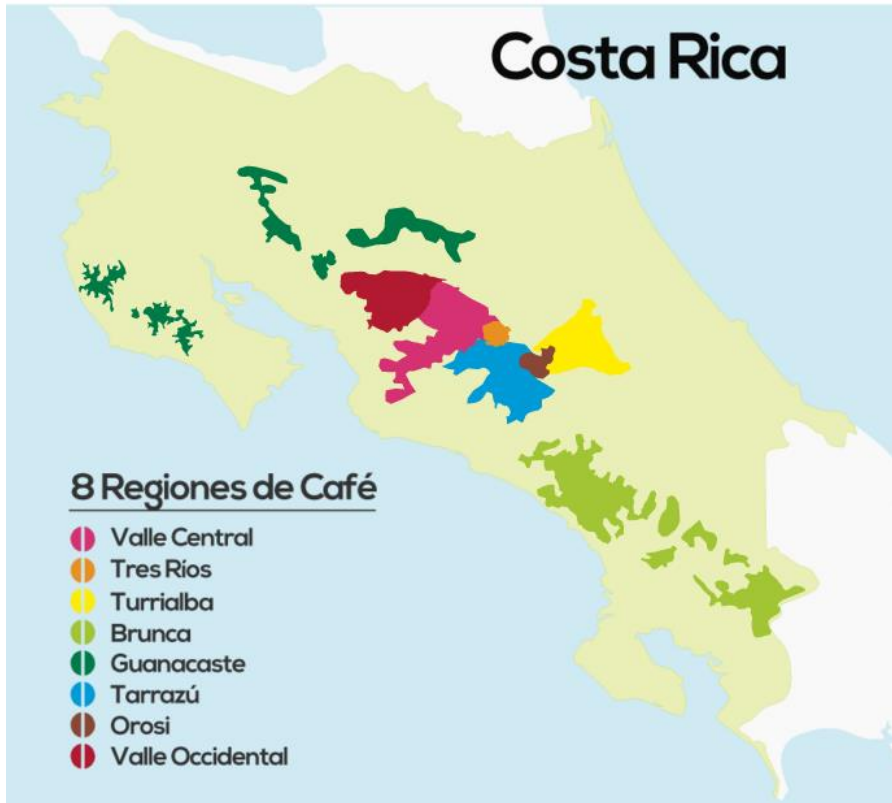 Costa Rica
8 Regiones de Café
Valle Central
Tres Ríos
Turrialba
Brunca
Guanacaste
Tarrazú
Orosi
Valle Occidental